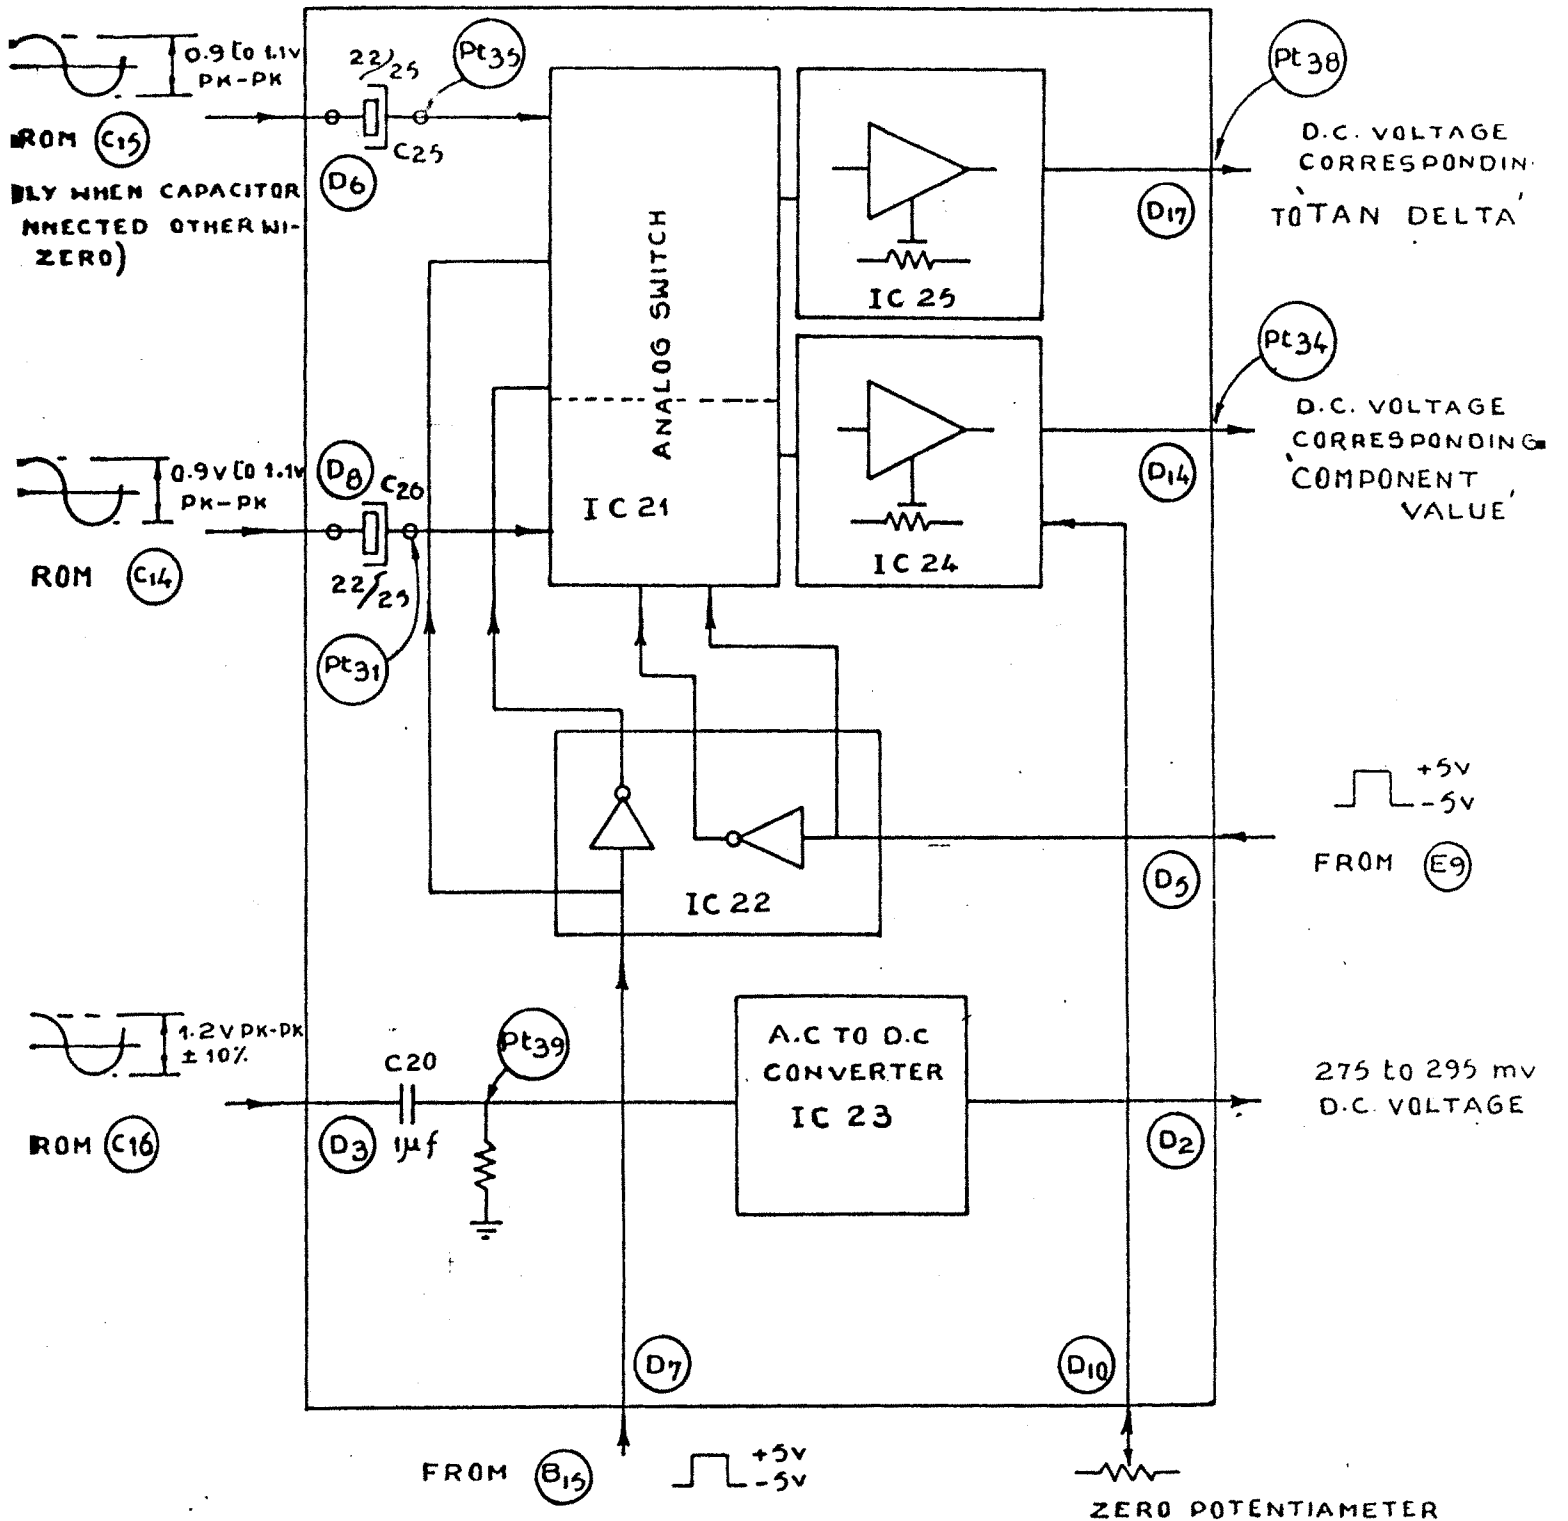 0.9 to 1.1v
PK-PK
ROM C15
LY WHEN CAPACITOR
NNECTED OTHERWI-
ZERO)
22/25
C25
Pt35
D6
ANALOG SWITCH
IC 21
IC 25
IC 24
Pt38
D.C. VOLTAGE
CORRESPONDIN
TO 'TAN DELTA'
D17
Pt34
D.C. VOLTAGE
CORRESPONDING
'COMPONENT
VALUE'
D14
0.9v to 1.1v
PK-PK
ROM C14
D8
C26
22/25
Pt31
IC 22
+5v
-5v
FROM E9
D5
1.2v PK-PK
± 10%
ROM C16
D3
C20
1µf
Pt39
A.C TO D.C
CONVERTER
IC 23
275 to 295 mv
D.C. VOLTAGE
D2
D7
D10
FROM B15
+5v
-5v
ZERO POTENTIAMETER